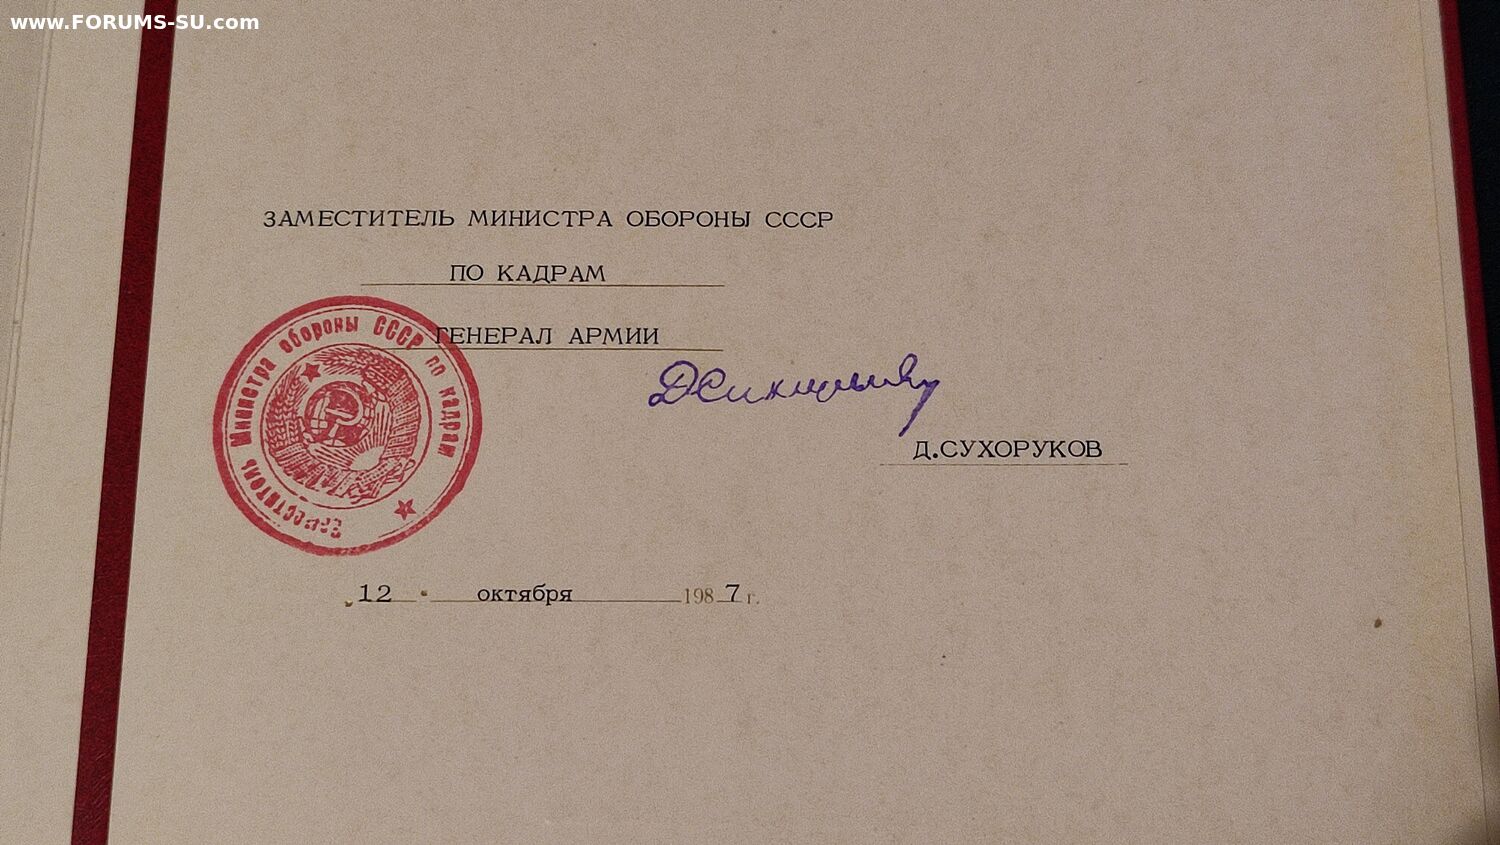 www.FORUMS-SU.com
ЗАМЕСТИТЕЛЬ МИНИСТРА ОБОРОНЫ СССР
ПО КАДРАМ
ГЕНЕРАЛ АРМИИ
Заместитель Министра обороны СССР по кадрам
Д.СУХОРУКОВ
„12 " октября 1987 г.